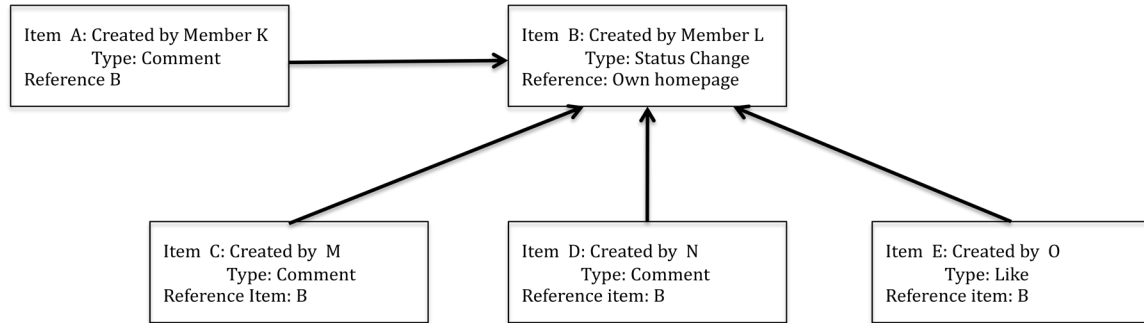 Item A: Created by Member K
Type: Comment
Reference B
Item B: Created by Member L
Type: Status Change
Reference: Own homepage
Item C: Created by M
Type: Comment
Reference Item: B
Item D: Created by N
Type: Comment
Reference item: B
Item E: Created by O
Type: Like
Reference item: B